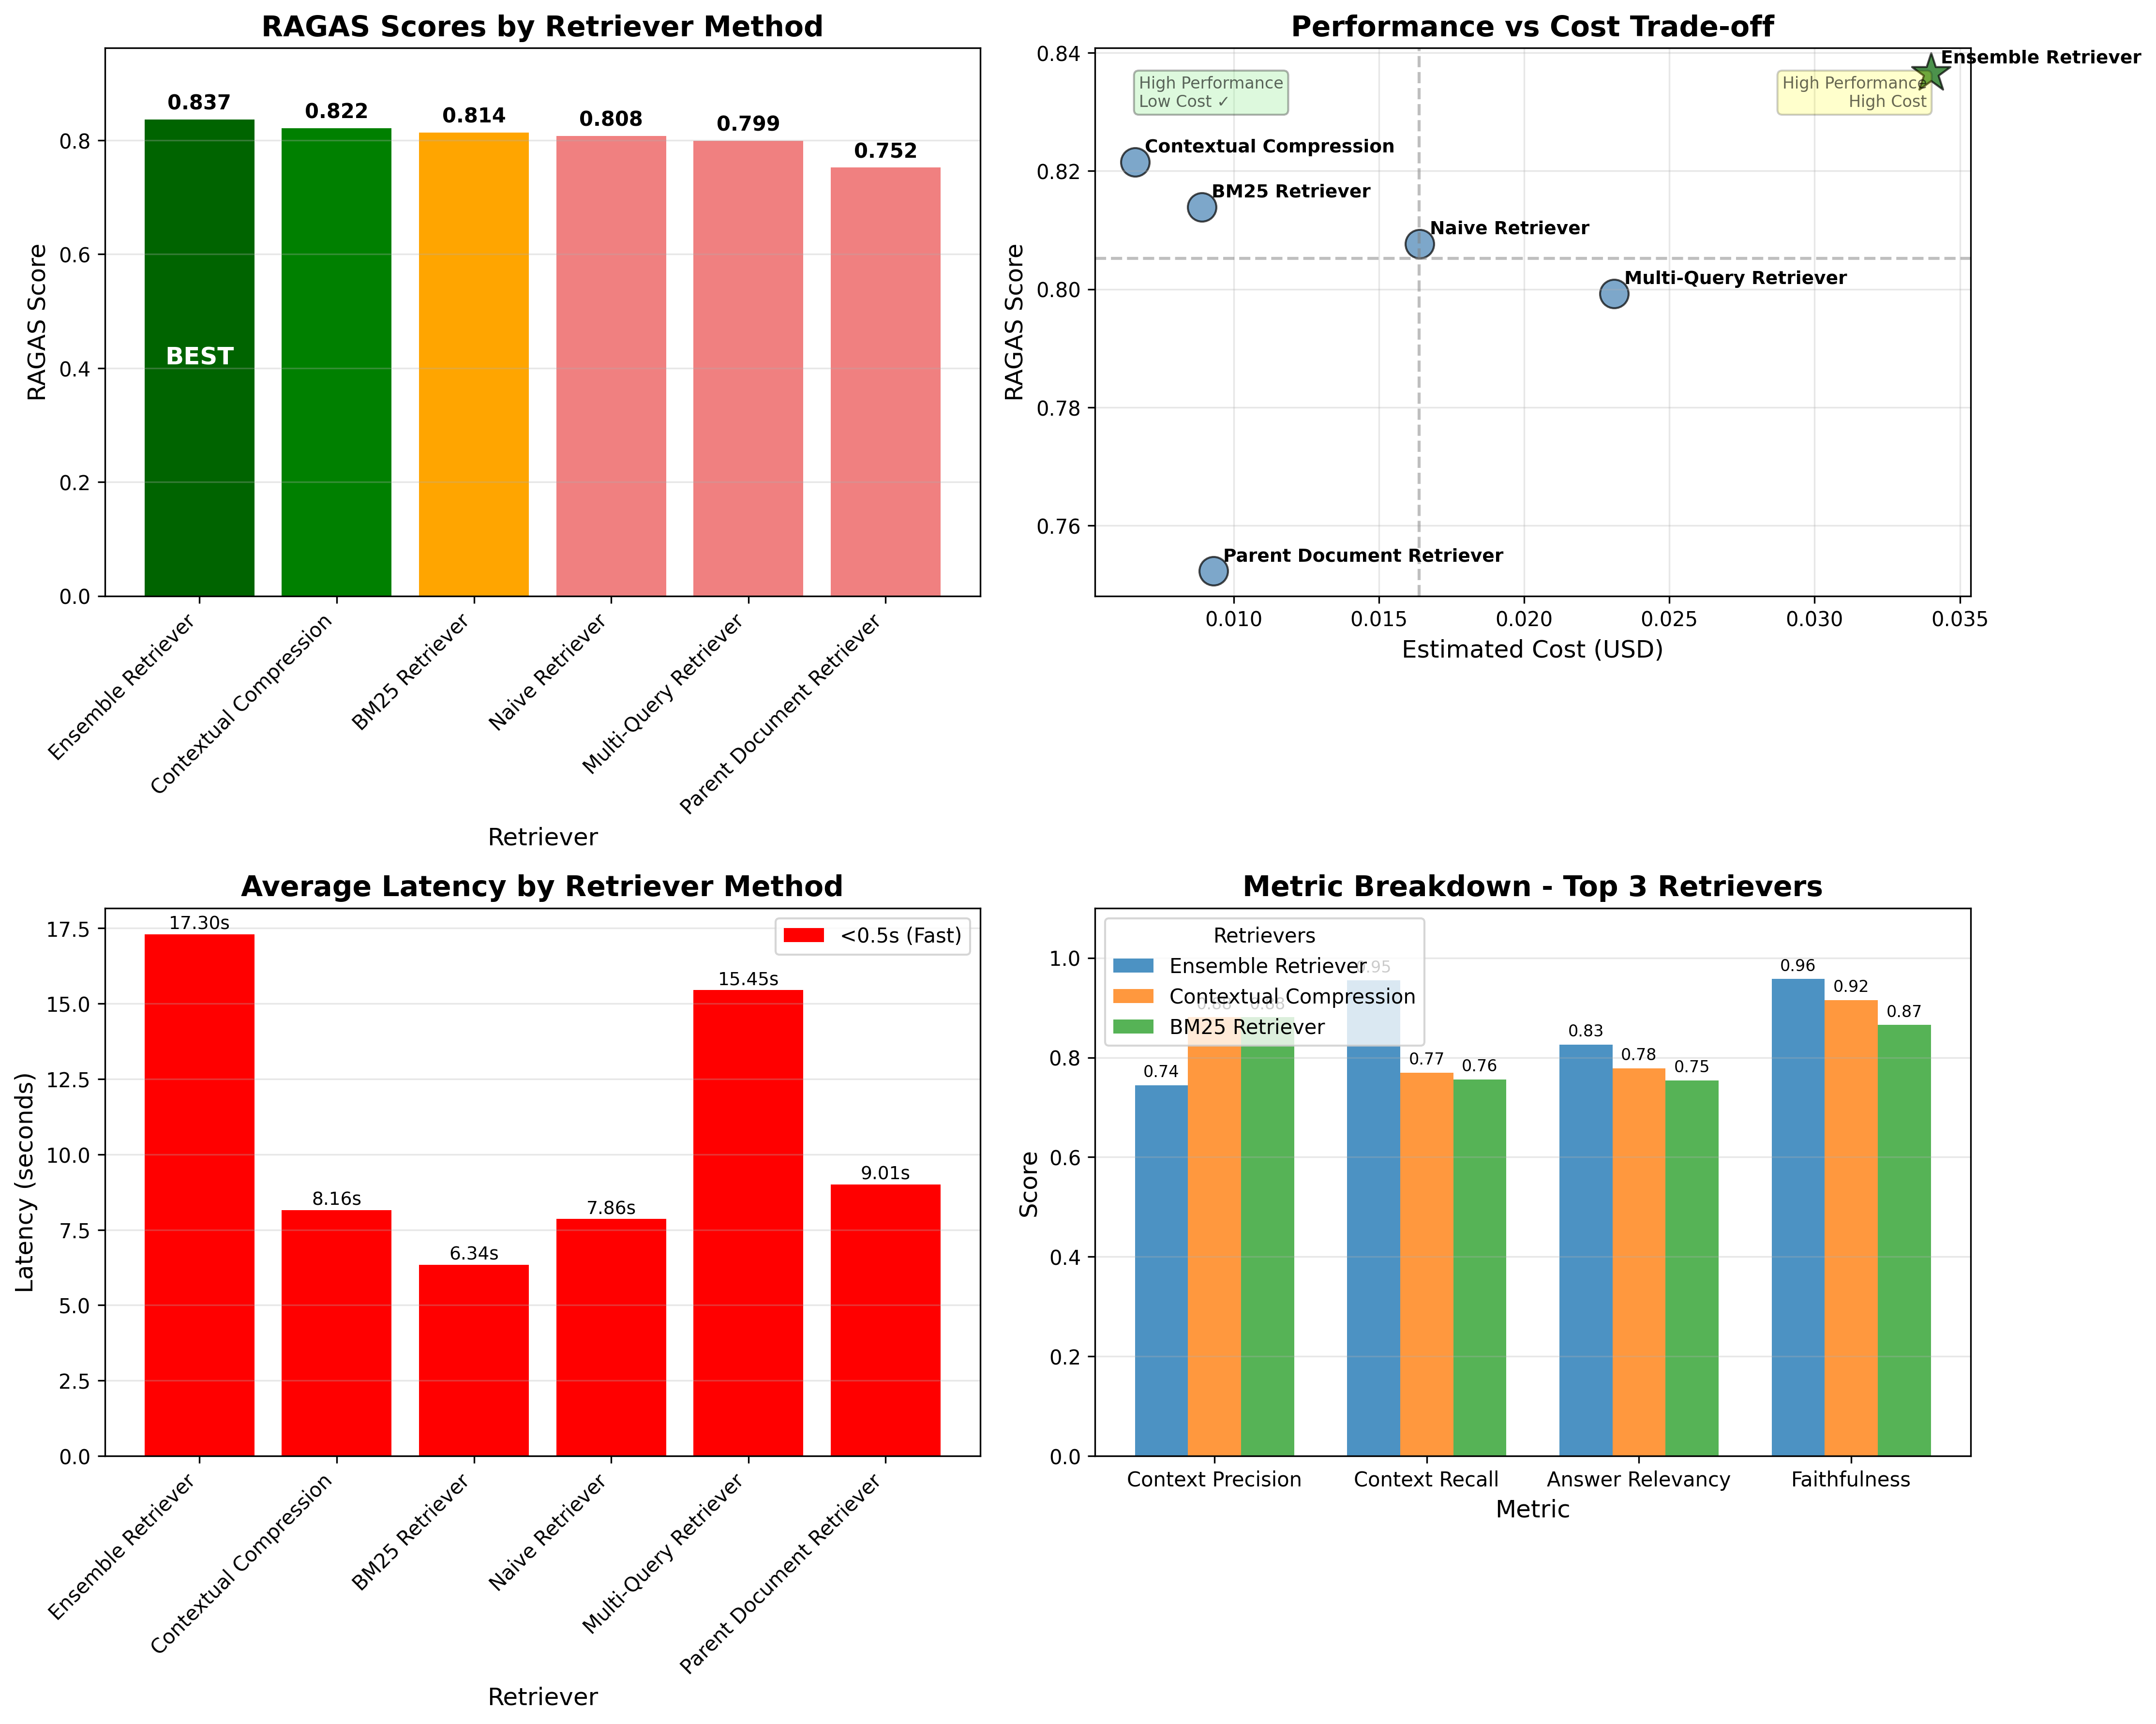 RAGAS Scores by Retriever Method
RAGAS Score
0.8
0.6
0.4
0.2
0.0
0.837
0.822
0.814
0.808
0.799
0.752
BEST
Ensemble Retriever
Contextual Compression
BM25 Retriever
Naive Retriever
Multi-Query Retriever
Parent Document Retriever
Retriever
Performance vs Cost Trade-off
RAGAS Score
0.84
0.82
0.80
0.78
0.76
High Performance
Low Cost ✓
High Performance
High Cost
Ensemble Retriever
Contextual Compression
BM25 Retriever
Naive Retriever
Multi-Query Retriever
Parent Document Retriever
0.010
0.015
0.020
0.025
0.030
0.035
Estimated Cost (USD)
Average Latency by Retriever Method
Latency (seconds)
17.5
15.0
12.5
10.0
7.5
5.0
2.5
0.0
<0.5s (Fast)
17.30s
8.16s
6.34s
7.86s
15.45s
9.01s
Ensemble Retriever
Contextual Compression
BM25 Retriever
Naive Retriever
Multi-Query Retriever
Parent Document Retriever
Retriever
Metric Breakdown - Top 3 Retrievers
Score
1.0
0.8
0.6
0.4
0.2
0.0
Retrievers
Ensemble Retriever
Contextual Compression
BM25 Retriever
0.74
0.88
0.88
0.95
0.77
0.76
0.83
0.78
0.75
0.96
0.92
0.87
Context Precision
Context Recall
Answer Relevancy
Faithfulness
Metric